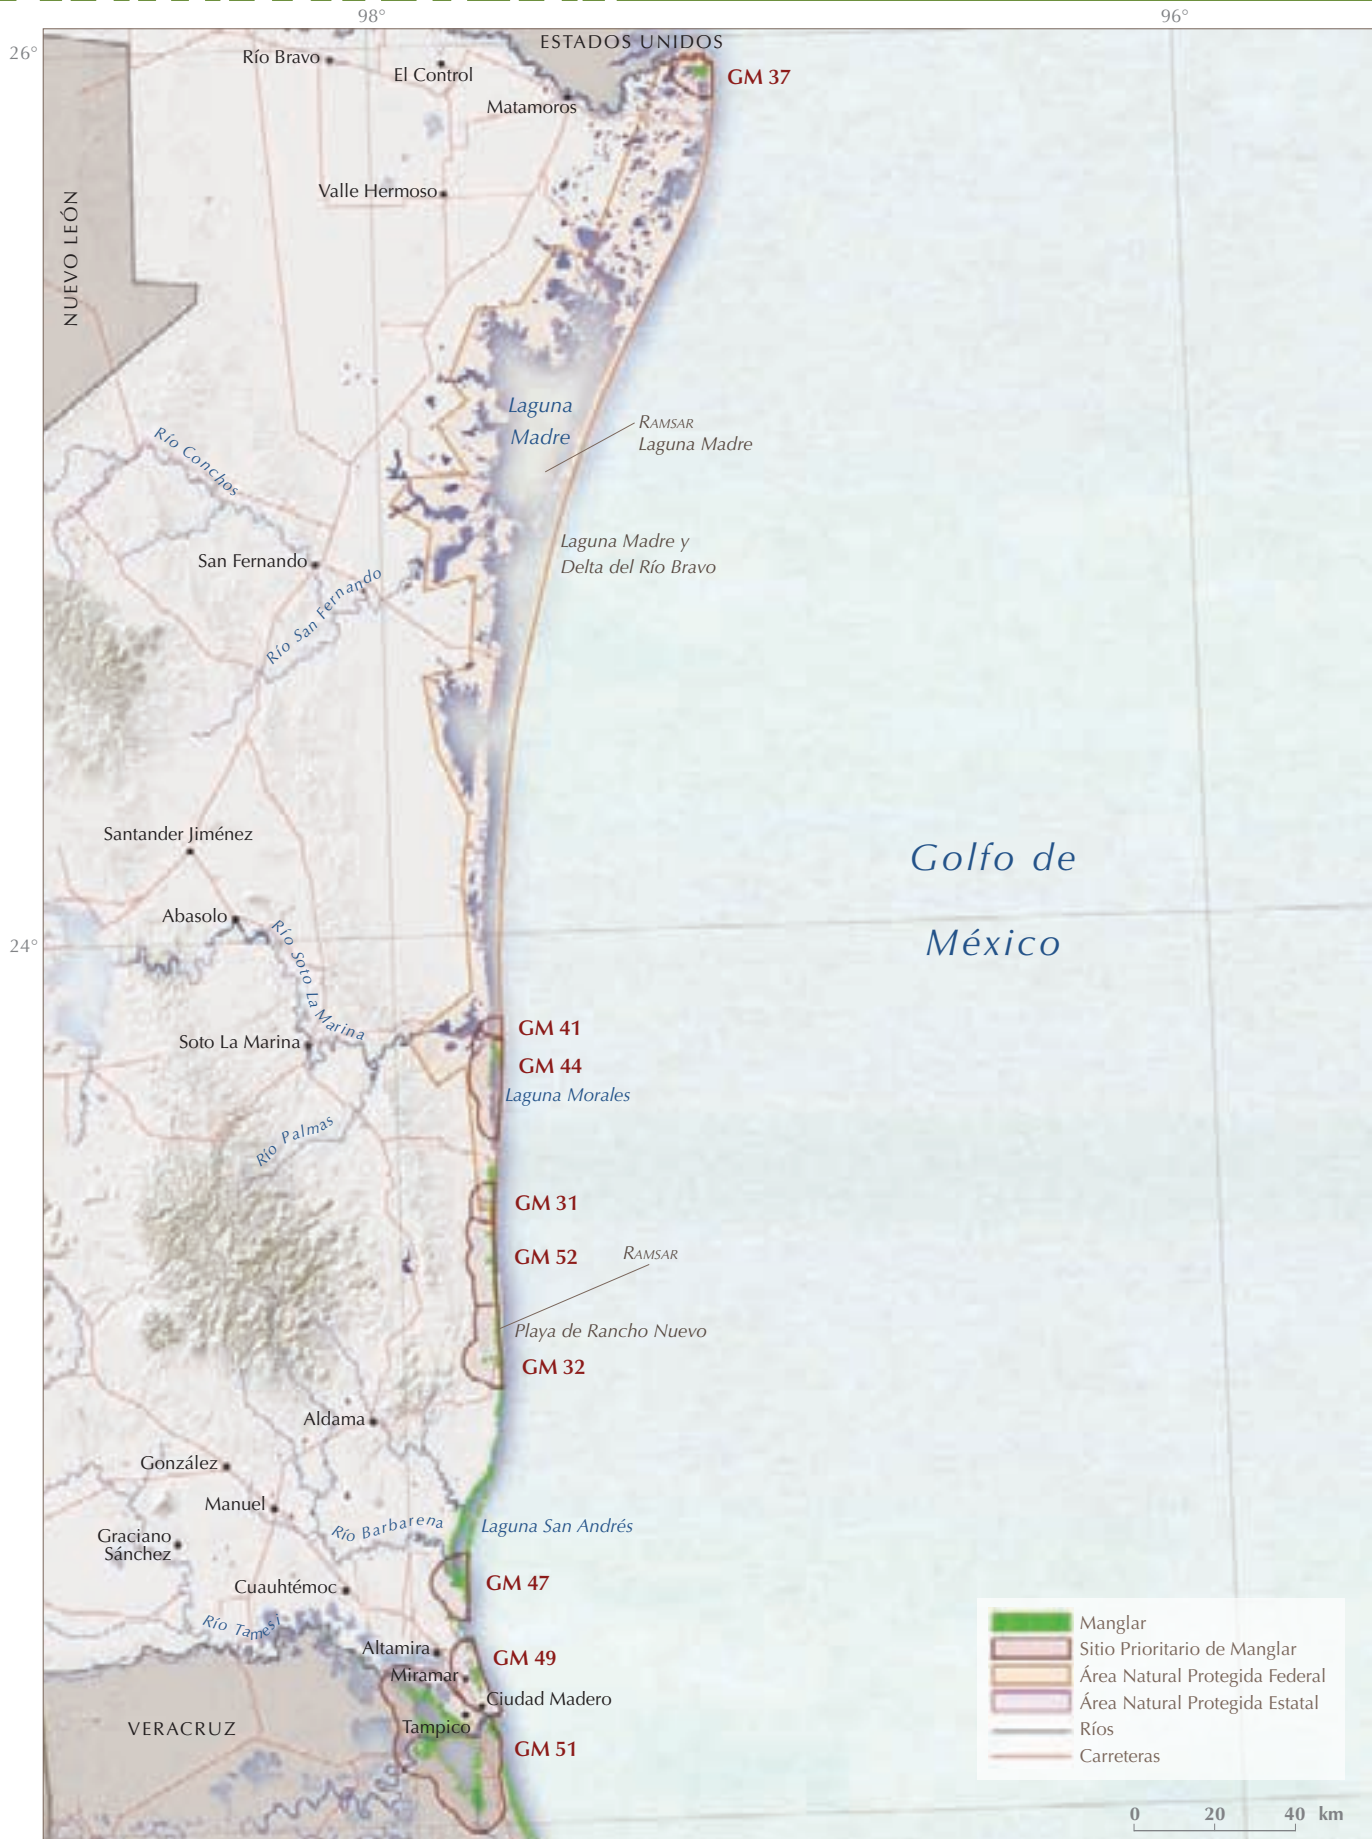 98°
96°
26°
ESTADOS UNIDOS
Río Bravo
El Control
GM 37
Matamoros
Valle Hermoso
NUEVO LEÓN
Laguna
Madre
RAMSAR
Laguna Madre
Río Conchos
Laguna Madre y
Delta del Río Bravo
San Fernando
Río San Fernando
Santander Jiménez
Golfo de
México
Abasolo
24°
Río Soto La Marina
GM 41
Soto La Marina
GM 44
Laguna Morales
Río Palmas
GM 31
GM 52
RAMSAR
Playa de Rancho Nuevo
GM 32
Aldama
González
Manuel
Río Barbarena
Laguna San Andrés
Graciano
Sánchez
Cuauhtémoc
GM 47
Río Tamesi
Altamira
GM 49
Miramar
Ciudad Madero
VERACRUZ
Tampico
GM 51
Manglar
Sitio Prioritario de Manglar
Área Natural Protegida Federal
Área Natural Protegida Estatal
Ríos
Carreteras
0 20 40 km